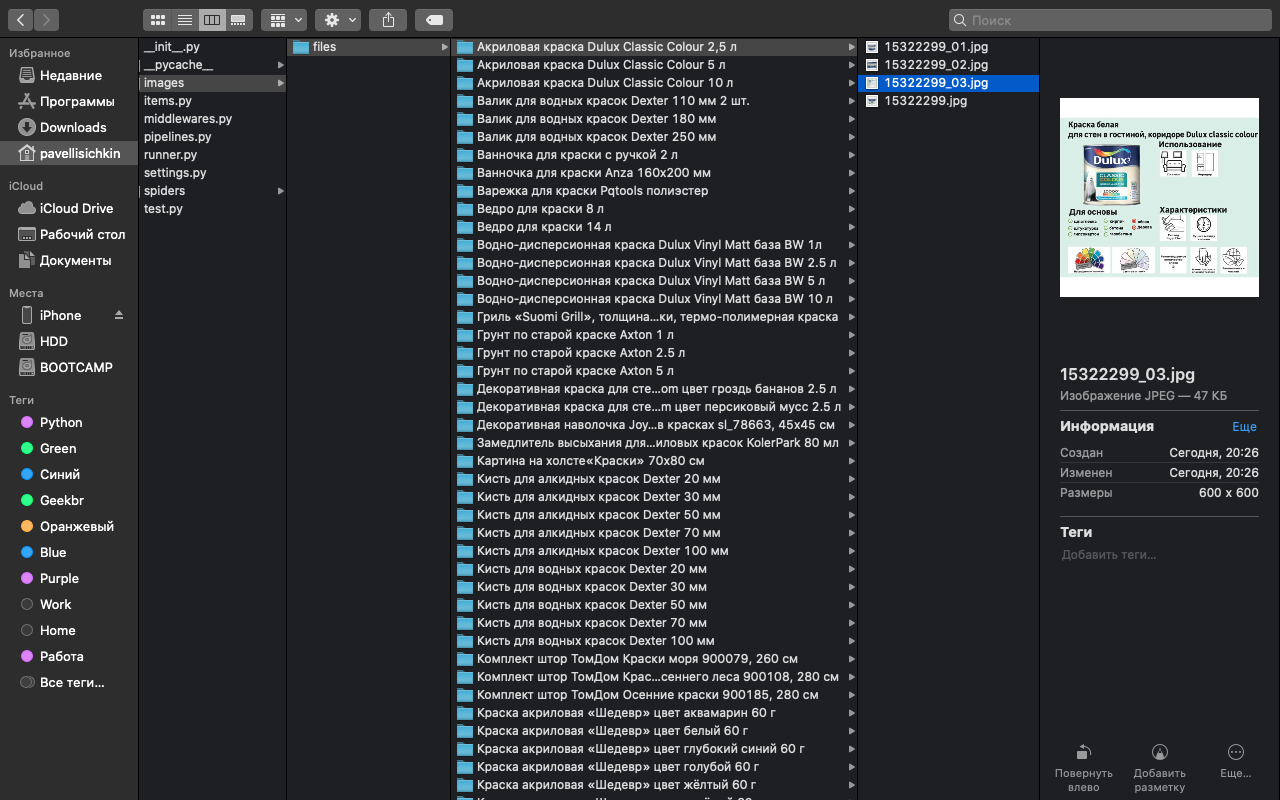 Поиск
Избранное
Недавние
Программы
Downloads
pavellisichkin
iCloud
iCloud Drive
Рабочий стол
Документы
Места
iPhone
HDD
BOOTCAMP
Теги
Python
Green
Синий
Geekbr
Оранжевый
Blue
Purple
Work
Home
Работа
Все теги...
__init__.py
__pycache__
images
items.py
middlewares.py
pipelines.py
runner.py
settings.py
spiders
test.py
files
Акриловая краска Dulux Classic Colour 2,5 л
Акриловая краска Dulux Classic Colour 5 л
Акриловая краска Dulux Classic Colour 10 л
Валик для водных красок Dexter 110 мм 2 шт.
Валик для водных красок Dexter 180 мм
Валик для водных красок Dexter 250 мм
Ванночка для краски с ручкой 2 л
Ванночка для краски Anza 160х200 мм
Варежка для краски Pqtools полиэстер
Ведро для краски 8 л
Ведро для краски 14 л
Водно-дисперсионная краска Dulux Vinyl Matt база BW 1л
Водно-дисперсионная краска Dulux Vinyl Matt база BW 2.5 л
Водно-дисперсионная краска Dulux Vinyl Matt база BW 5 л
Водно-дисперсионная краска Dulux Vinyl Matt база BW 10 л
Гриль «Suomi Grill», толщина...ки, термо-полимерная краска
Грунт по старой краске Axton 1 л
Грунт по старой краске Axton 2.5 л
Грунт по старой краске Axton 5 л
Декоративная краска для сте...om цвет гроздь бананов 2.5 л
Декоративная краска для сте...m цвет персиковый мусс 2.5 л
Декоративная наволочка Joy...в красках sl_78663, 45х45 см
Замедлитель высыхания для...иловых красок KolerPark 80 мл
Картина на холсте«Краски» 70х80 см
Кисть для алкидных красок Dexter 20 мм
Кисть для алкидных красок Dexter 30 мм
Кисть для алкидных красок Dexter 50 мм
Кисть для алкидных красок Dexter 70 мм
Кисть для алкидных красок Dexter 100 мм
Кисть для водных красок Dexter 20 мм
Кисть для водных красок Dexter 30 мм
Кисть для водных красок Dexter 50 мм
Кисть для водных красок Dexter 70 мм
Кисть для водных красок Dexter 100 мм
Комплект штор ТомДом Краски моря 900079, 260 см
Комплект штор ТомДом Крас...сеннего леса 900108, 280 см
Комплект штор ТомДом Осенние краски 900185, 280 см
Краска акриловая «Шедевр» цвет аквамарин 60 г
Краска акриловая «Шедевр» цвет белый 60 г
Краска акриловая «Шедевр» цвет глубокий синий 60 г
Краска акриловая «Шедевр» цвет голубой 60 г
Краска акриловая «Шедевр» цвет жёлтый 60 г
15322299_01.jpg
15322299_02.jpg
15322299_03.jpg
15322299.jpg
Краска белая
для стен в гостиной, коридоре Dulux classic colour
Использование
Dulux
CLASSIC
COLOUR
Для основы
Характеристики
15322299_03.jpg
Изображение JPEG — 47 КБ
Информация
Еще
Создан Сегодня, 20:26
Изменен Сегодня, 20:26
Размеры 600 x 600
Теги
Добавить теги...
Повернуть влево
Добавить разметку
Еще...